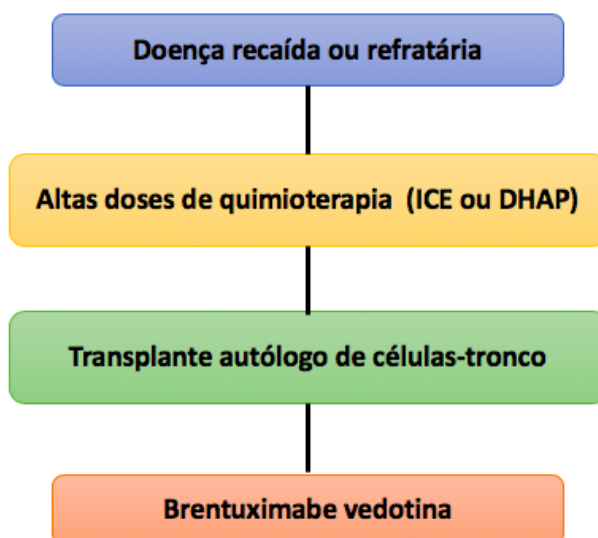 Doença recaída ou refratária
Altas doses de quimioterapia (ICE ou DHAP)
Transplante autólogo de células-tronco
Brentuximabe vedotina